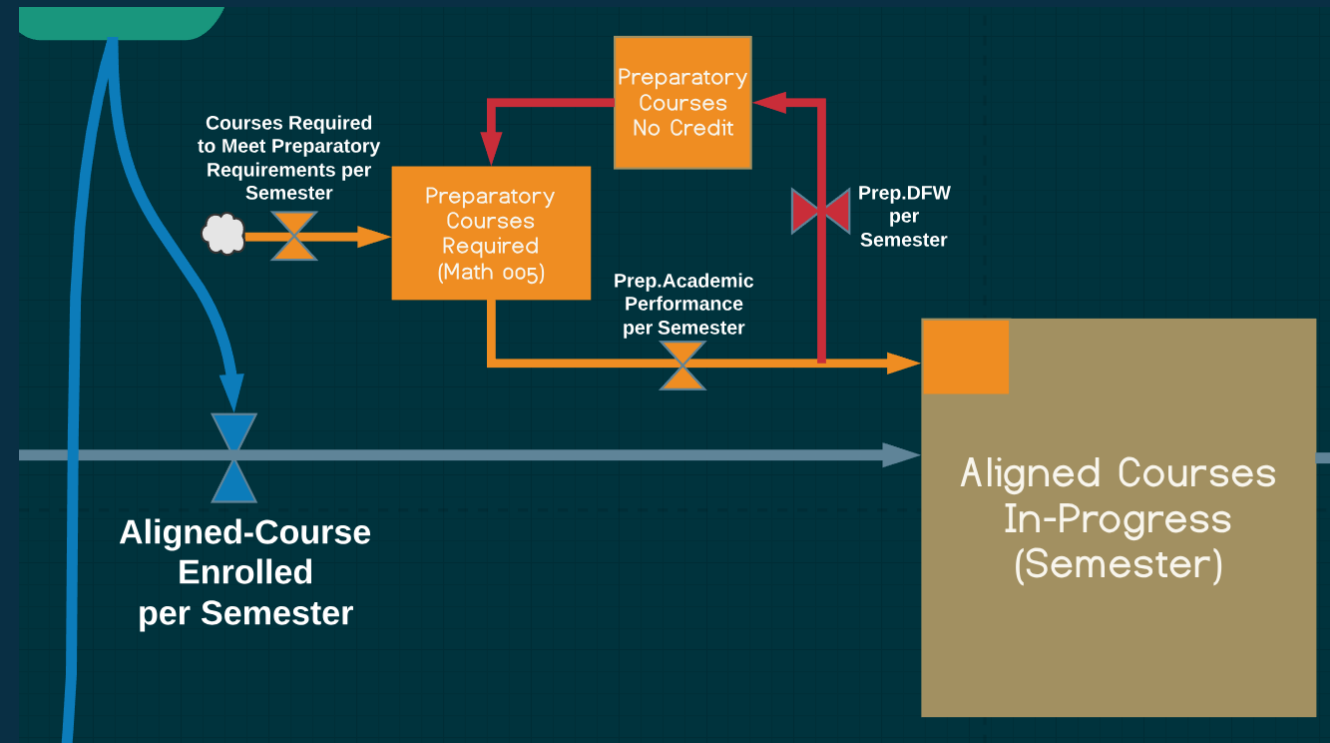 Preparatory
Courses
No Credit
Courses Required
to Meet Preparatory
Requirements per
Semester
Preparatory
Courses
Required
(Math 005)
Prep.DFW
per
Semester
Prep.Academic
Performance
per Semester
Aligned Courses
In-Progress
(Semester)
Aligned-Course
Enrolled
per Semester